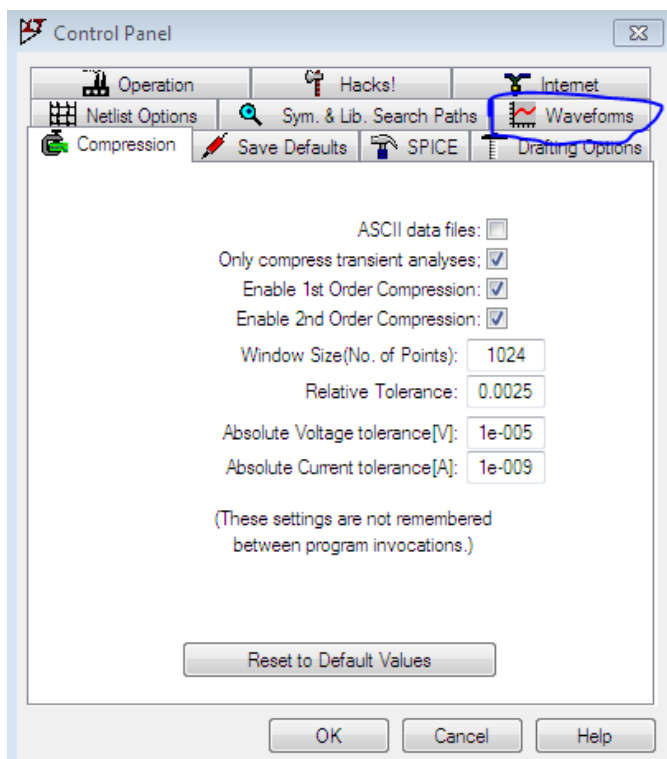 Control Panel
Operation
Hacks!
Internet
Netlist Options
Sym. & Lib. Search Paths
Waveforms
Compression
Save Defaults
SPICE
Drafting Options
ASCII data files:
Only compress transient analyses:
Enable 1st Order Compression:
Enable 2nd Order Compression:
Window Size(No. of Points): 1024
Relative Tolerance: 0.0025
Absolute Voltage tolerance[V]: 1e-005
Absolute Current tolerance[A]: 1e-009
(These settings are not remembered
between program invocations.)
Reset to Default Values
OK
Cancel
Help